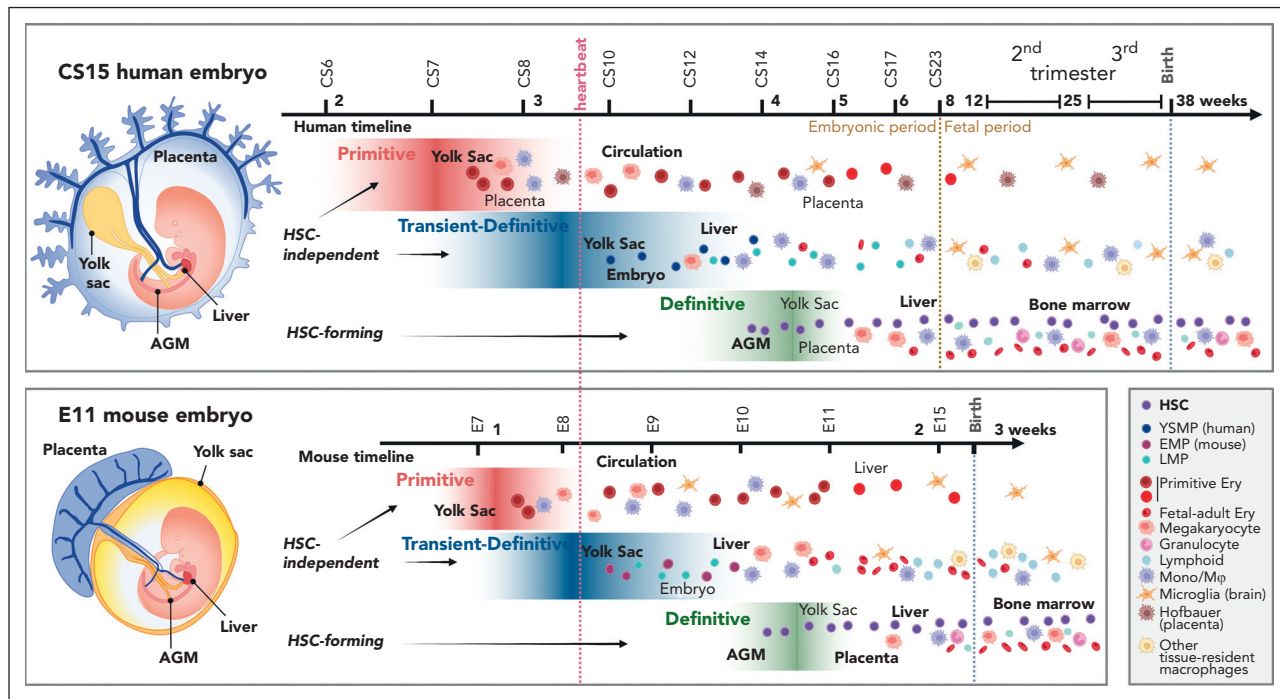 CS15 human embryo
Placenta
Yolk
sac
Liver
AGM
CS6
CS7
CS8
heartbeat
CS10
CS12
CS14
CS16
CS17
CS23
2nd
3rd
trimester
Birth
2
3
4
5
6
8
12
25
38 weeks
Human timeline
Embryonic period
Fetal period
Primitive
Yolk Sac
Circulation
Placenta
Placenta
HSC-
independent
Transient-Definitive
Yolk Sac
Embryo
Liver
Definitive
Yolk Sac
Liver
Bone marrow
HSC-forming
AGM
Placenta
E11 mouse embryo
Placenta
Yolk sac
Liver
AGM
E7
1
E8
E9
E10
E11
2
E15
Birth
3 weeks
Mouse timeline
Primitive
Circulation
Liver
Yolk Sac
HSC-
independent
Transient-Definitive
Yolk Sac
Liver
Embryo
Definitive
Yolk Sac
Liver
Bone marrow
HSC-forming
AGM
Placenta
HSC
YSMP (human)
EMP (mouse)
LMP
Primitive Ery
Fetal-adult Ery
Megakaryocyte
Granulocyte
Lymphoid
Mono/Mφ
Microglia (brain)
Hofbauer
(placenta)
Other
tissue-resident
macrophages